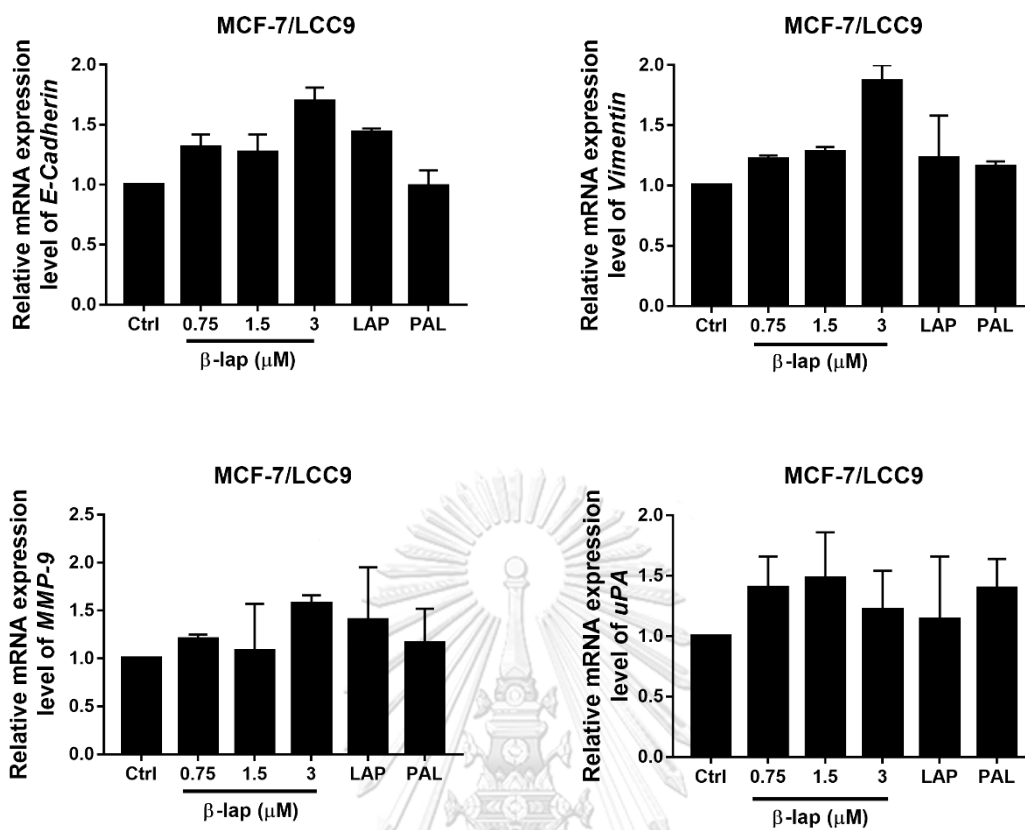 MCF-7/LCC9
Relative mRNA expression
level of E-Cadherin
2.0
1.5
1.0
0.5
0.0
Ctrl 0.75 1.5 3 LAP PAL
β-lap (μM)
MCF-7/LCC9
Relative mRNA expression
level of Vimentin
2.0
1.5
1.0
0.5
0.0
Ctrl 0.75 1.5 3 LAP PAL
β-lap (μM)
MCF-7/LCC9
Relative mRNA expression
level of MMP-9
2.5
2.0
1.5
1.0
0.5
0.0
Ctrl 0.75 1.5 3 LAP PAL
β-lap (μM)
MCF-7/LCC9
Relative mRNA expression
level of uPA
2.0
1.5
1.0
0.5
0.0
Ctrl 0.75 1.5 3 LAP PAL
β-lap (μM)